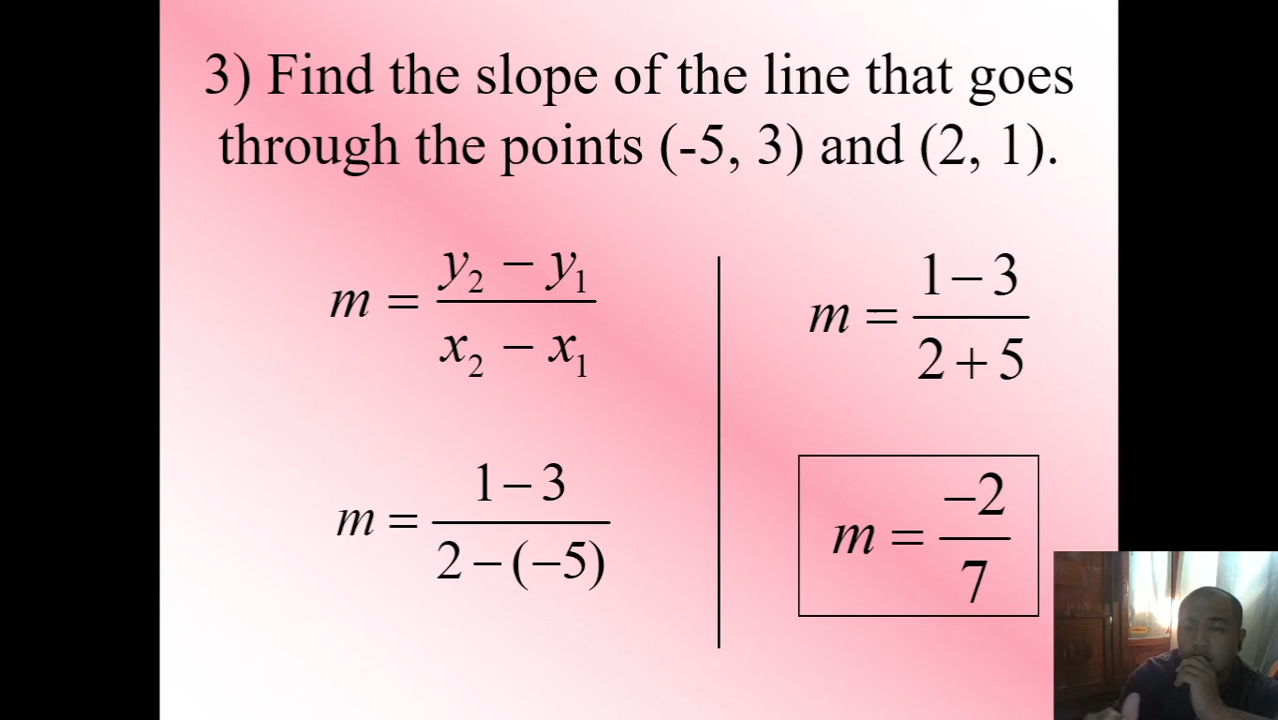 3) Find the slope of the line that goes
through the points (-5, 3) and (2, 1).
m = (y₂ − y₁)/(x₂ − x₁)
m = (1 − 3)/(2 − (−5))
m = (1 − 3)/(2 + 5)
m = −2/7